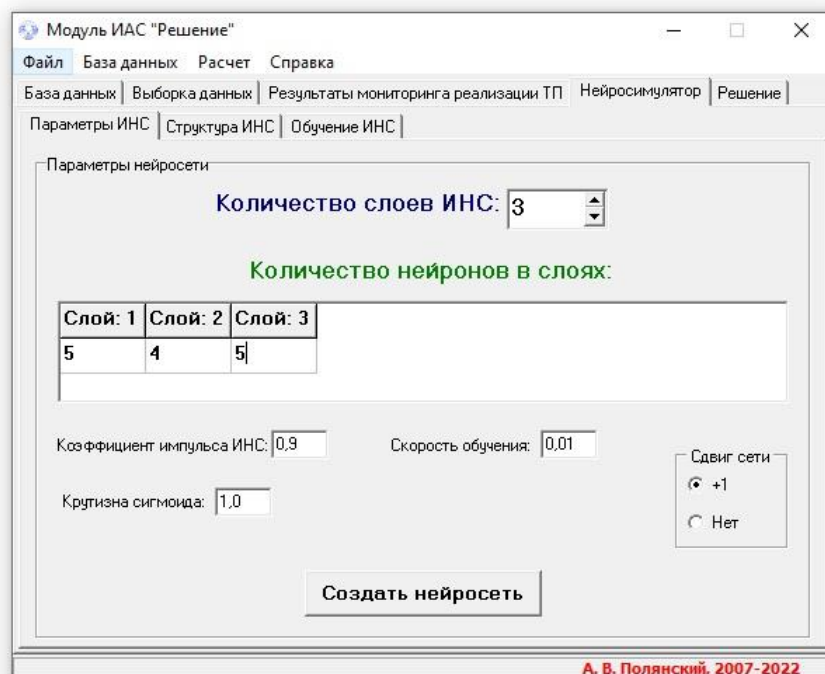 Модуль ИАС "Решение"
Файл База данных Расчет Справка
База данных Выборка данных Результаты мониторинга реализации ТП Нейросимулятор Решение
Параметры ИНС Структура ИНС Обучение ИНС
Параметры нейросети
Количество слоев ИНС: 3
Количество нейронов в слоях:
Слой: 1 Слой: 2 Слой: 3
5 4 5
Коэффициент импульса ИНС: 0,9 Скорость обучения: 0,01
Сдвиг сети
+1
Крутизна сигмоида: 1,0
Нет
Создать нейросеть
А. В. Полянский, 2007-2022